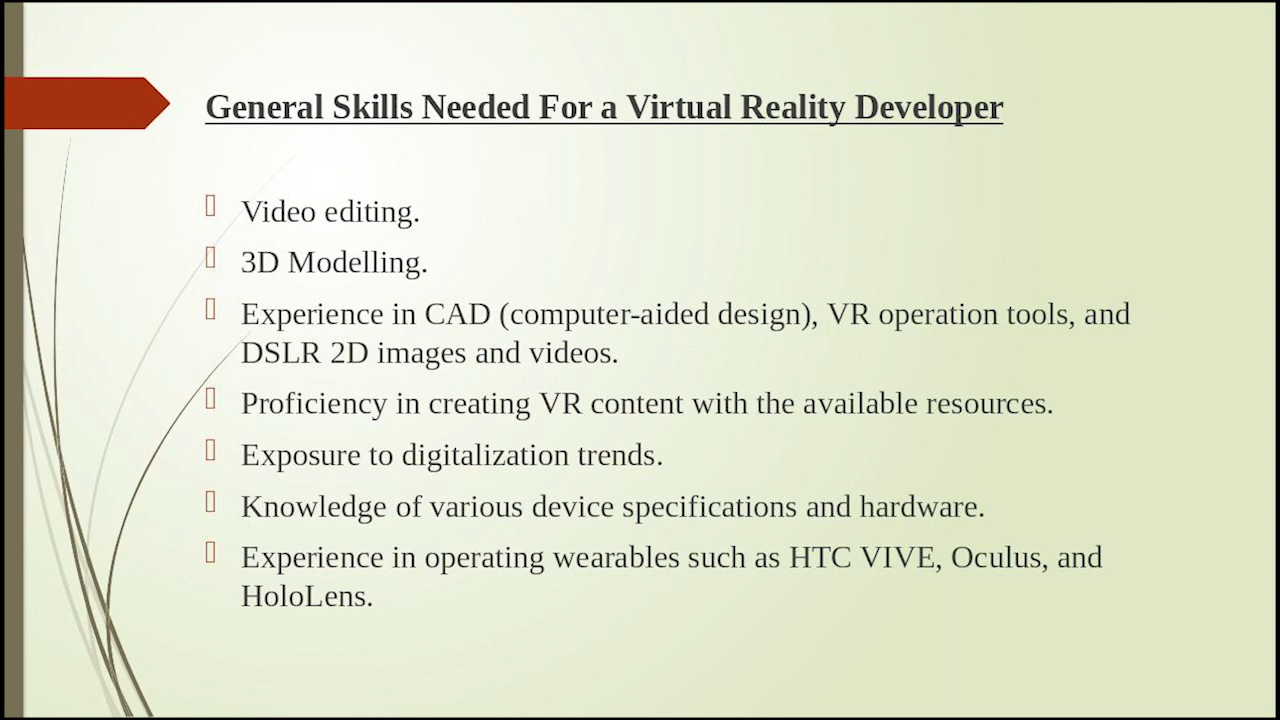 General Skills Needed For a Virtual Reality Developer
Video editing.
3D Modelling.
Experience in CAD (computer-aided design), VR operation tools, and
DSLR 2D images and videos.
Proficiency in creating VR content with the available resources.
Exposure to digitalization trends.
Knowledge of various device specifications and hardware.
Experience in operating wearables such as HTC VIVE, Oculus, and
HoloLens.